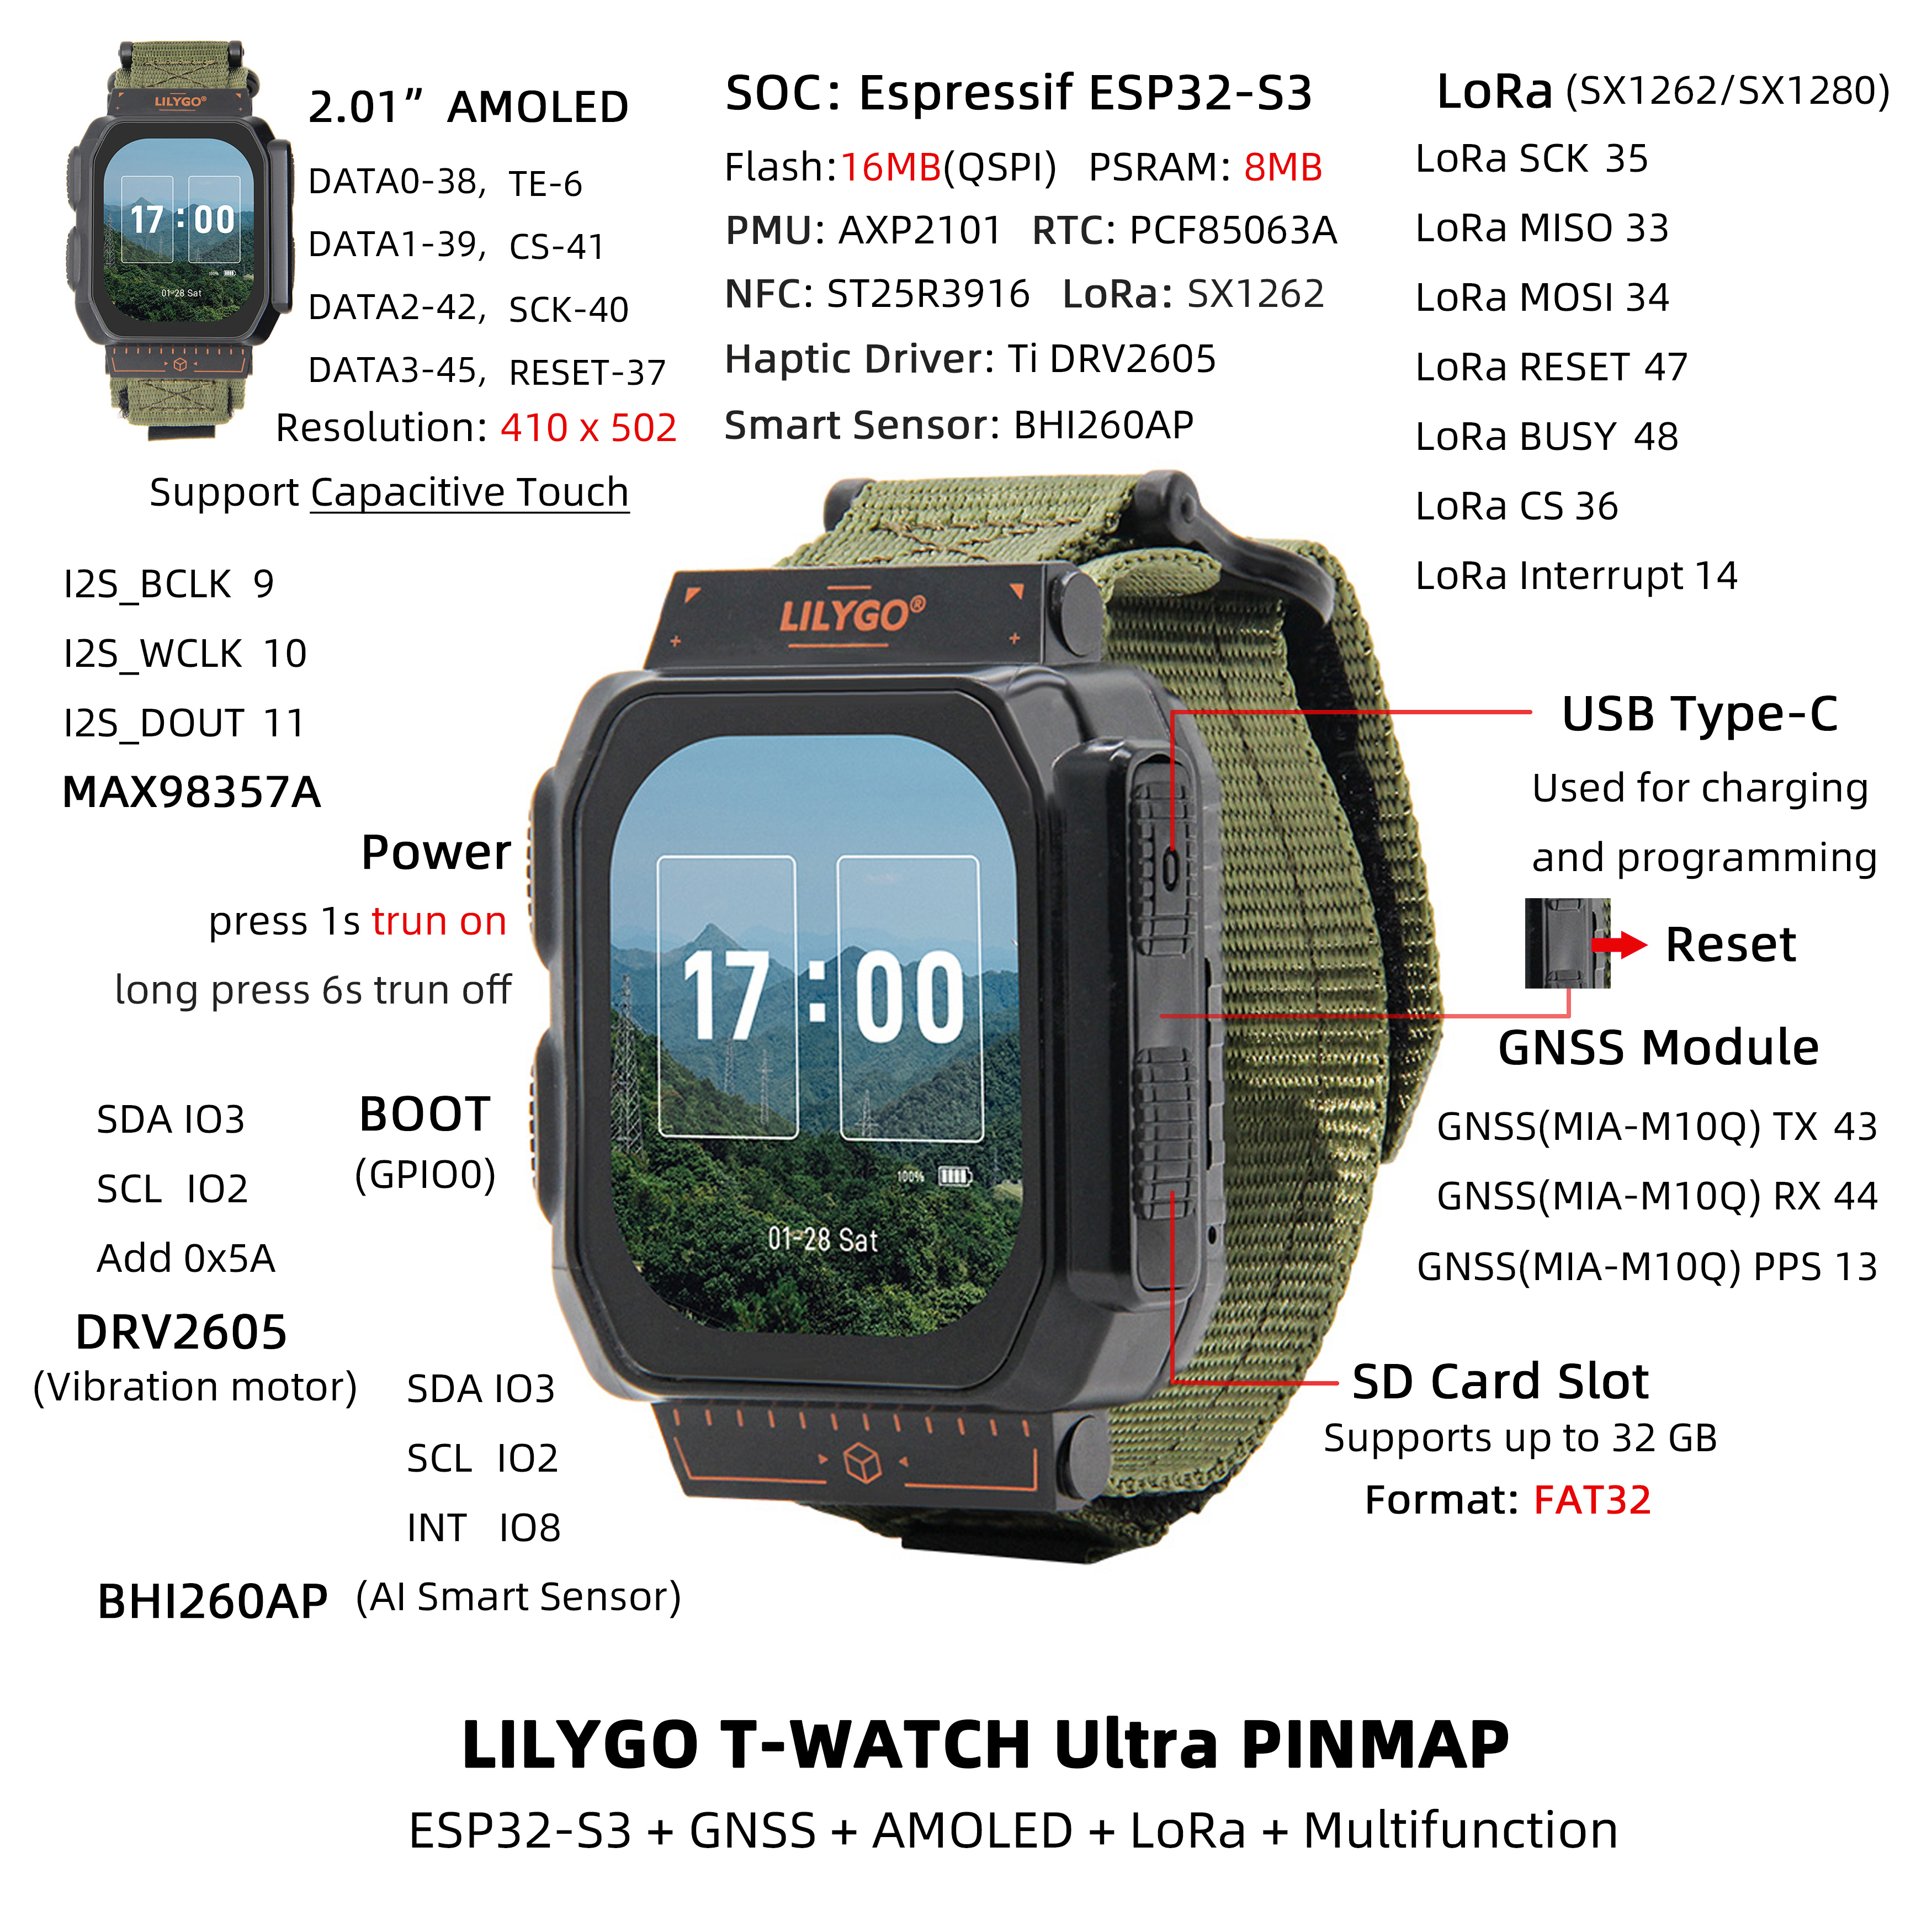 LILYGO®
17:00
100%
01-28 Sat
2.01” AMOLED
DATA0-38, TE-6
DATA1-39, CS-41
DATA2-42, SCK-40
DATA3-45, RESET-37
Resolution: 410 x 502
Support Capacitive Touch
SOC: Espressif ESP32-S3
Flash:16MB(QSPI) PSRAM: 8MB
PMU: AXP2101 RTC: PCF85063A
NFC: ST25R3916 LoRa: SX1262
Haptic Driver: Ti DRV2605
Smart Sensor: BHI260AP
LoRa (SX1262/SX1280)
LoRa SCK 35
LoRa MISO 33
LoRa MOSI 34
LoRa RESET 47
LoRa BUSY 48
LoRa CS 36
LoRa Interrupt 14
I2S_BCLK 9
I2S_WCLK 10
I2S_DOUT 11
MAX98357A
Power
press 1s trun on
long press 6s trun off
LILYGO®
17:00
100%
01-28 Sat
USB Type-C
Used for charging
and programming
Reset
GNSS Module
GNSS(MIA-M10Q) TX 43
GNSS(MIA-M10Q) RX 44
GNSS(MIA-M10Q) PPS 13
BOOT
(GPIO0)
SDA IO3
SCL IO2
Add 0x5A
DRV2605
(Vibration motor)
SDA IO3
SCL IO2
INT IO8
BHI260AP (AI Smart Sensor)
SD Card Slot
Supports up to 32 GB
Format: FAT32
LILYGO T-WATCH Ultra PINMAP
ESP32-S3 + GNSS + AMOLED + LoRa + Multifunction